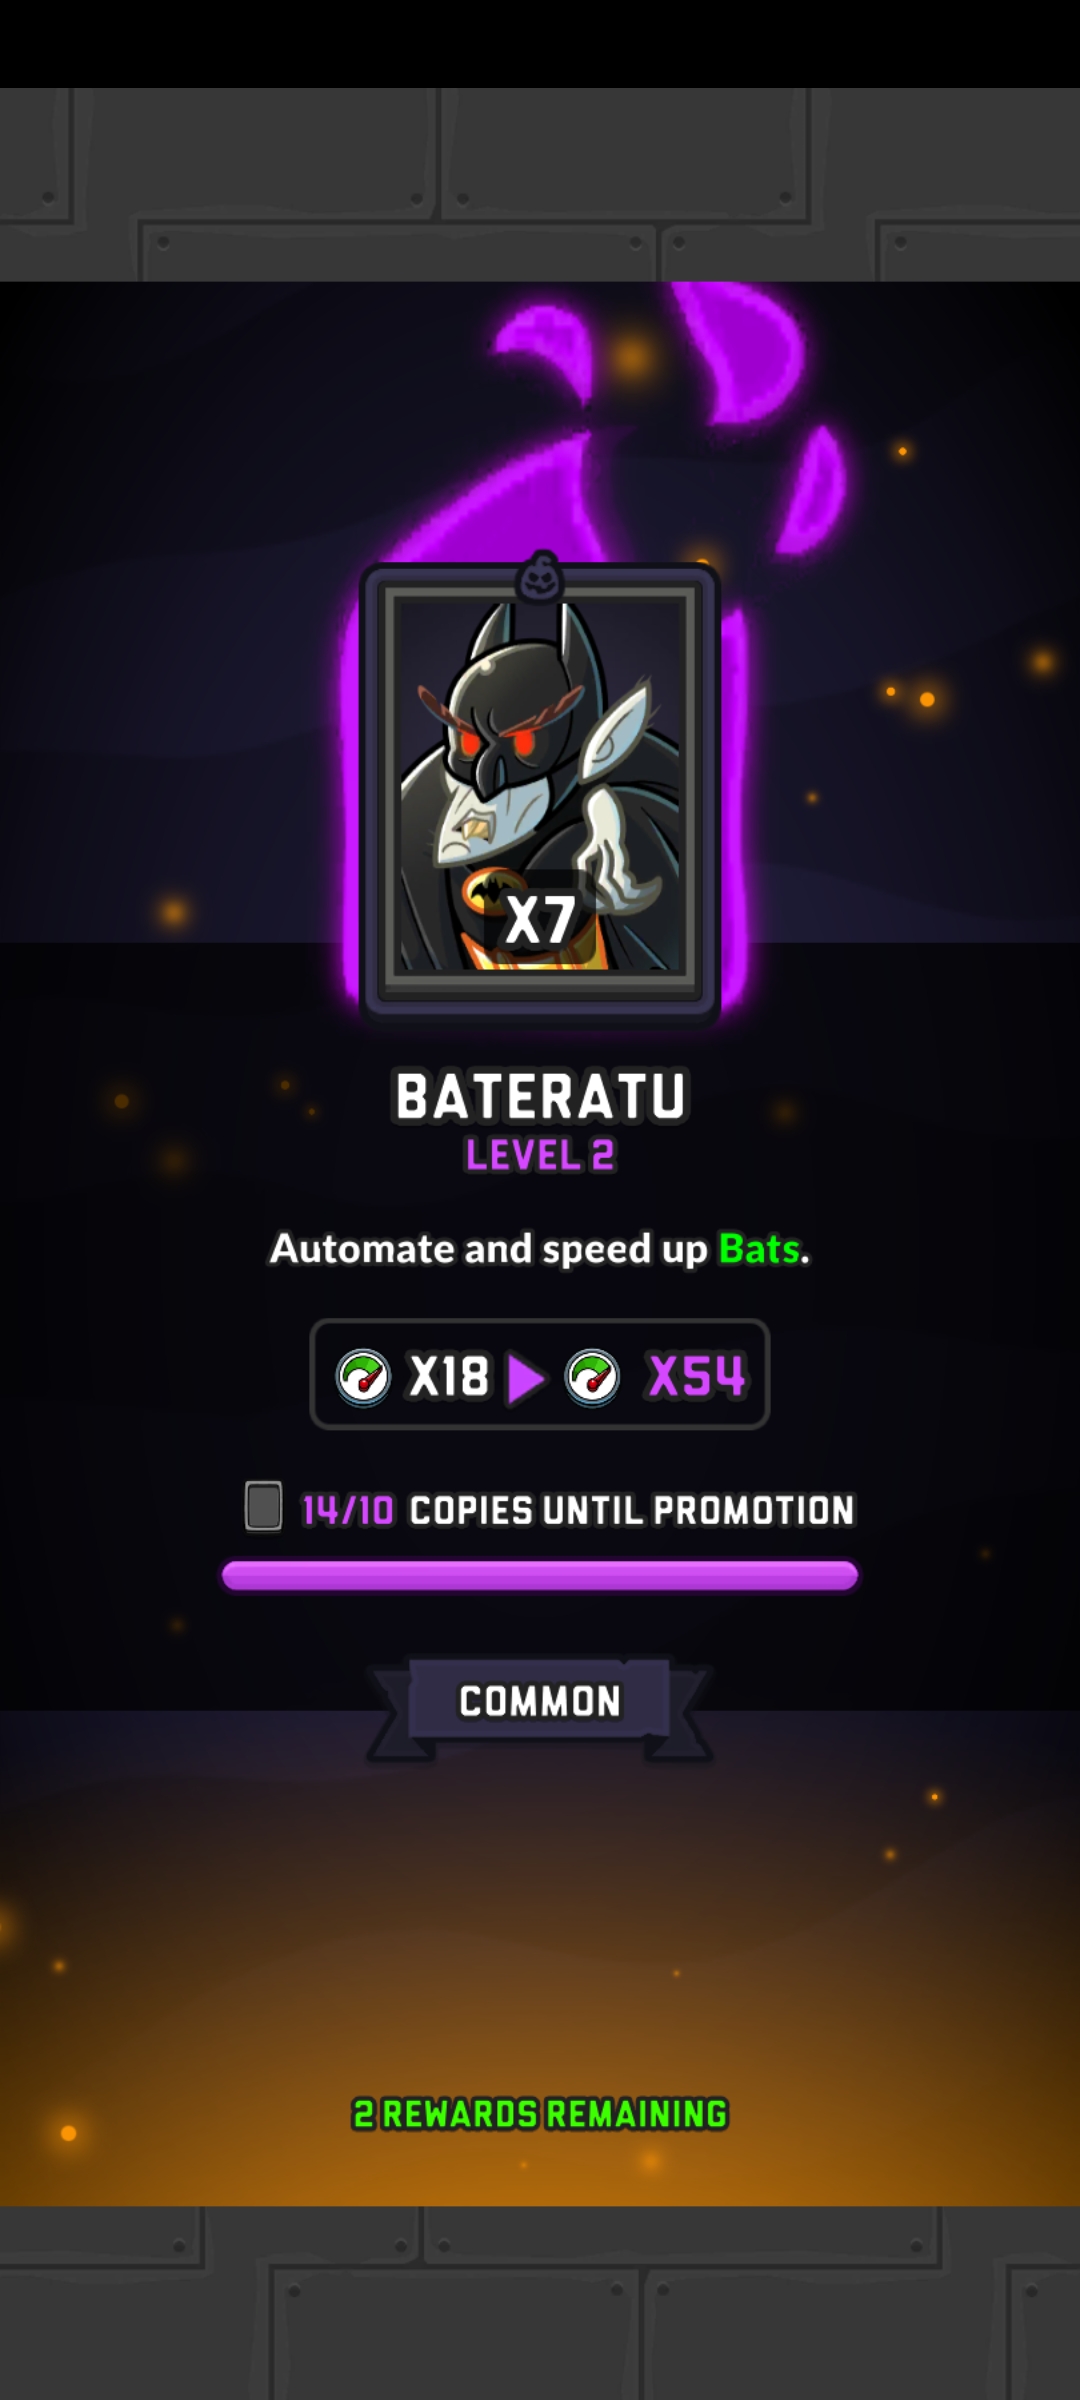 X7
BATERATU
LEVEL 2
Automate and speed up Bats.
X18 X54
14/10 COPIES UNTIL PROMOTION
COMMON
2 REWARDS REMAINING